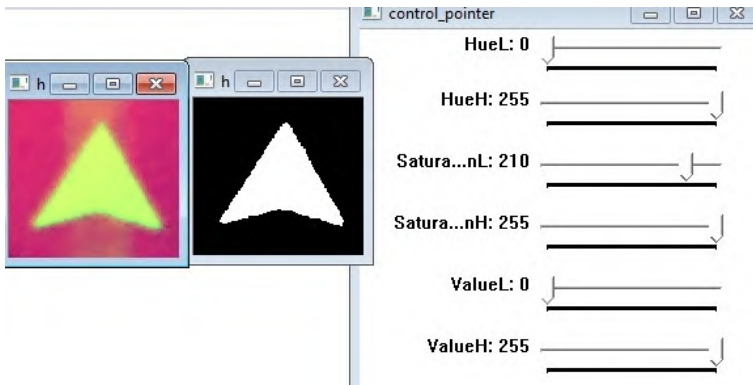 control_pointer
h
h
HueL: 0
HueH: 255
Satura...nL: 210
Satura...nH: 255
ValueL: 0
ValueH: 255